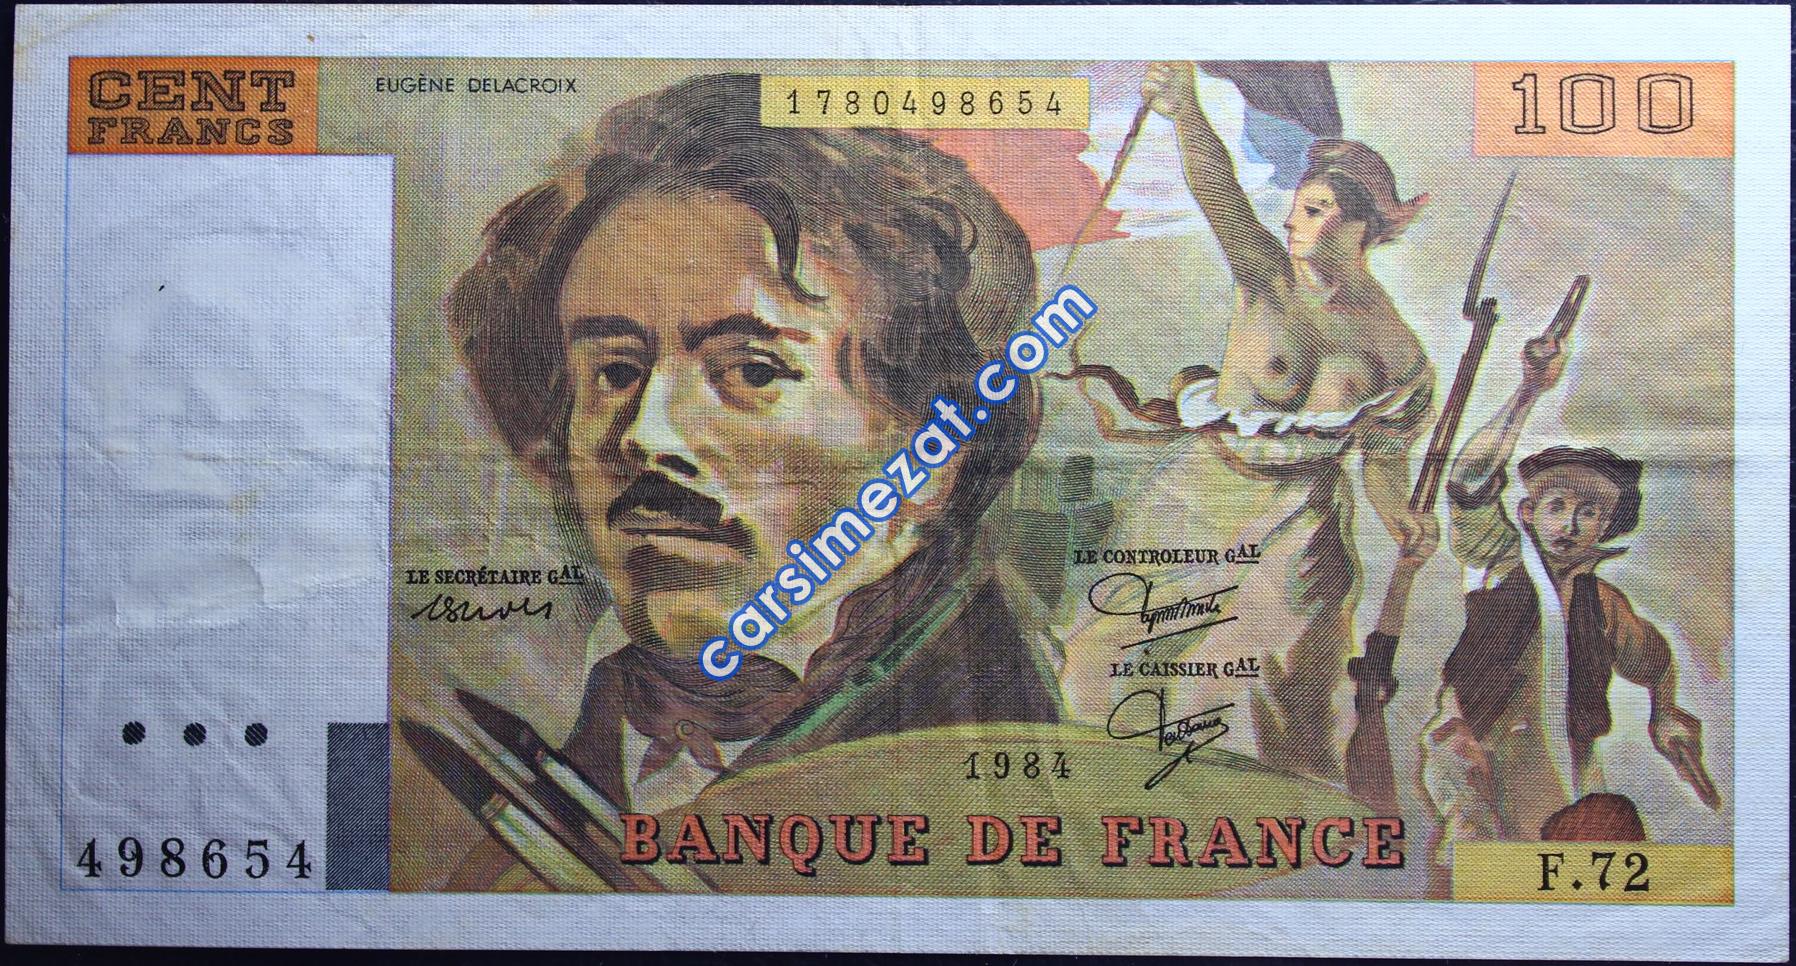 CENT
FRANCS
EUGÈNE DELACROIX
1780498654
100
carsimezat.com
LE SECRÉTAIRE GAL
LE CONTROLEUR GAL
LE CAISSIER GAL
1984
BANQUE DE FRANCE
498654
F.72